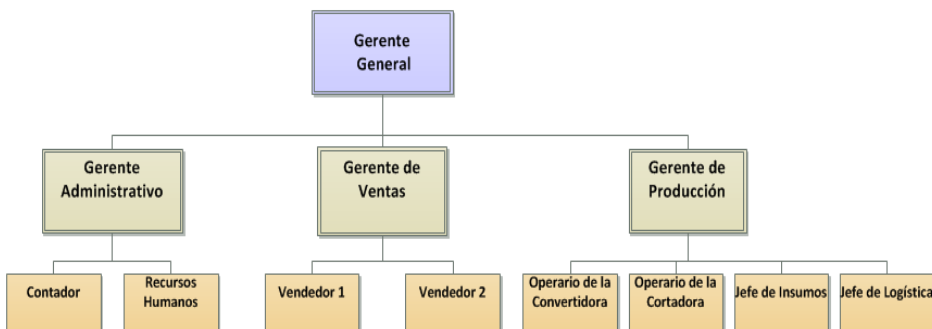 Gerente
General
Gerente
Administrativo
Gerente de
Ventas
Gerente de
Producción
Contador
Recursos
Humanos
Vendedor 1
Vendedor 2
Operario de la
Convertidora
Operario de la
Cortadora
Jefe de Insumos
Jefe de Logística